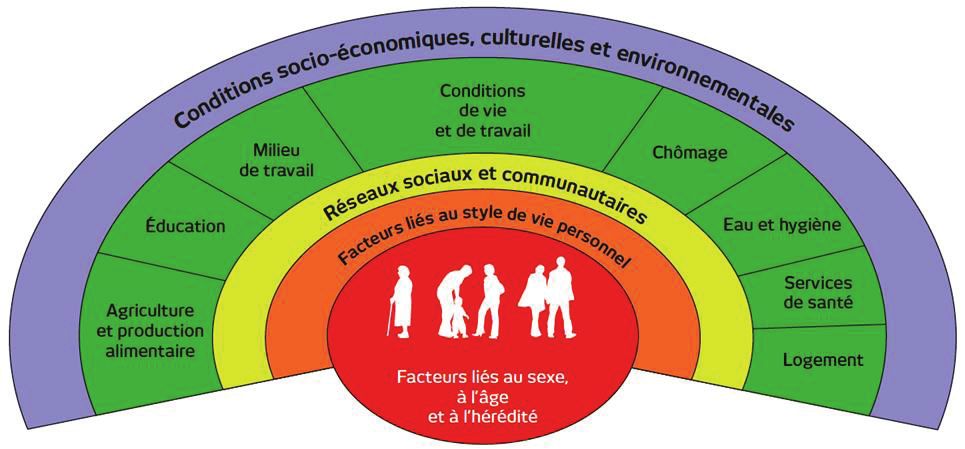 Conditions socio-économiques, culturelles et environnementales
Conditions
de vie
et de travail
Milieu
de travail
Chômage
Éducation
Eau et hygiène
Agriculture
et production
alimentaire
Services
de santé
Logement
Réseaux sociaux et communautaires
Facteurs liés au style de vie personnel
Facteurs liés au sexe,
à l'âge
et à l'hérédité